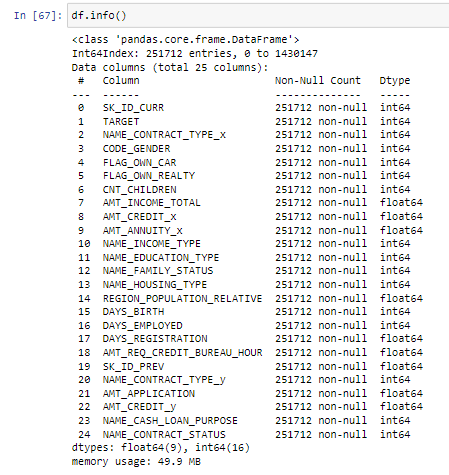 In [67]: df.info()
<class 'pandas.core.frame.DataFrame'>
Int64Index: 251712 entries, 0 to 1430147
Data columns (total 25 columns):
 #   Column                      Non-Null Count   Dtype
---  ------                      --------------   -----
 0   SK_ID_CURR                  251712 non-null  int64
 1   TARGET                      251712 non-null  int64
 2   NAME_CONTRACT_TYPE_x        251712 non-null  int64
 3   CODE_GENDER                 251712 non-null  int64
 4   FLAG_OWN_CAR                251712 non-null  int64
 5   FLAG_OWN_REALTY             251712 non-null  int64
 6   CNT_CHILDREN                251712 non-null  int64
 7   AMT_INCOME_TOTAL            251712 non-null  float64
 8   AMT_CREDIT_x                251712 non-null  float64
 9   AMT_ANNUITY_x               251712 non-null  float64
 10  NAME_INCOME_TYPE            251712 non-null  int64
 11  NAME_EDUCATION_TYPE         251712 non-null  int64
 12  NAME_FAMILY_STATUS          251712 non-null  int64
 13  NAME_HOUSING_TYPE           251712 non-null  int64
 14  REGION_POPULATION_RELATIVE  251712 non-null  float64
 15  DAYS_BIRTH                  251712 non-null  int64
 16  DAYS_EMPLOYED               251712 non-null  int64
 17  DAYS_REGISTRATION           251712 non-null  float64
 18  AMT_REQ_CREDIT_BUREAU_HOUR  251712 non-null  float64
 19  SK_ID_PREV                  251712 non-null  float64
 20  NAME_CONTRACT_TYPE_y        251712 non-null  int64
 21  AMT_APPLICATION             251712 non-null  float64
 22  AMT_CREDIT_y                251712 non-null  float64
 23  NAME_CASH_LOAN_PURPOSE      251712 non-null  int64
 24  NAME_CONTRACT_STATUS        251712 non-null  int64
dtypes: float64(9), int64(16)
memory usage: 49.9 MB